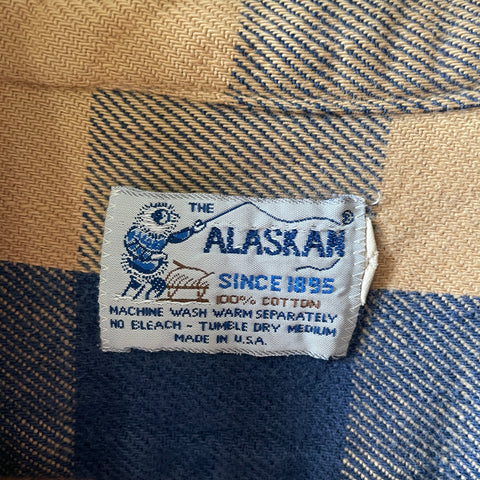 THE
ALASKAN ®
SINCE 1895
100% COTTON
MACHINE WASH WARM SEPARATELY
NO BLEACH - TUMBLE DRY MEDIUM
MADE IN U.S.A.